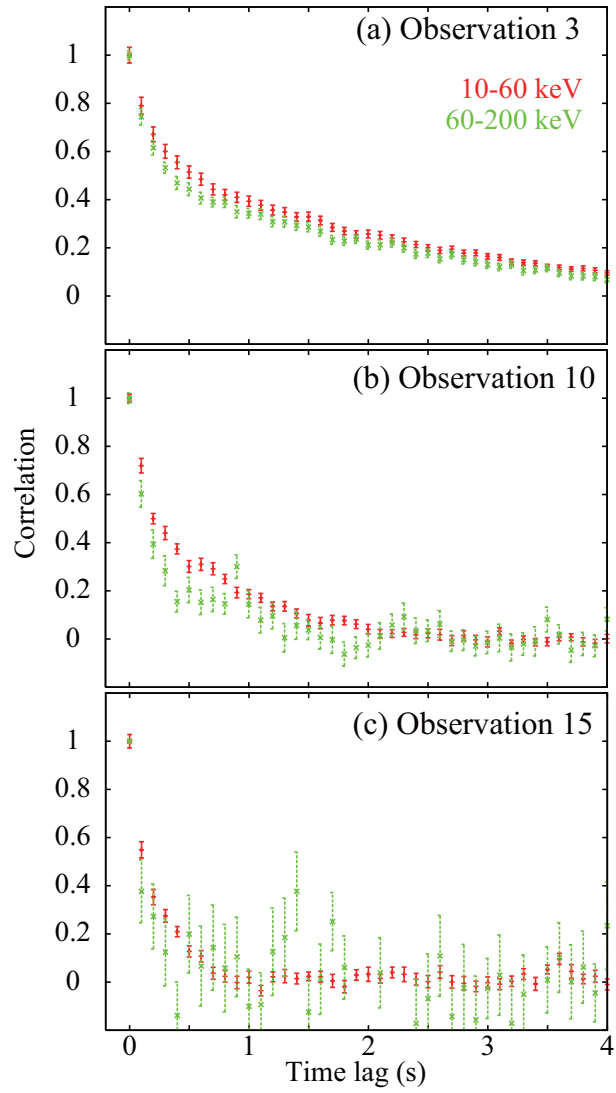 (a) Observation 3
10-60 keV
60-200 keV
1
0.8
0.6
0.4
0.2
0
(b) Observation 10
1
0.8
0.6
0.4
0.2
0
Correlation
(c) Observation 15
1
0.8
0.6
0.4
0.2
0
0 1 2 3 4
Time lag (s)